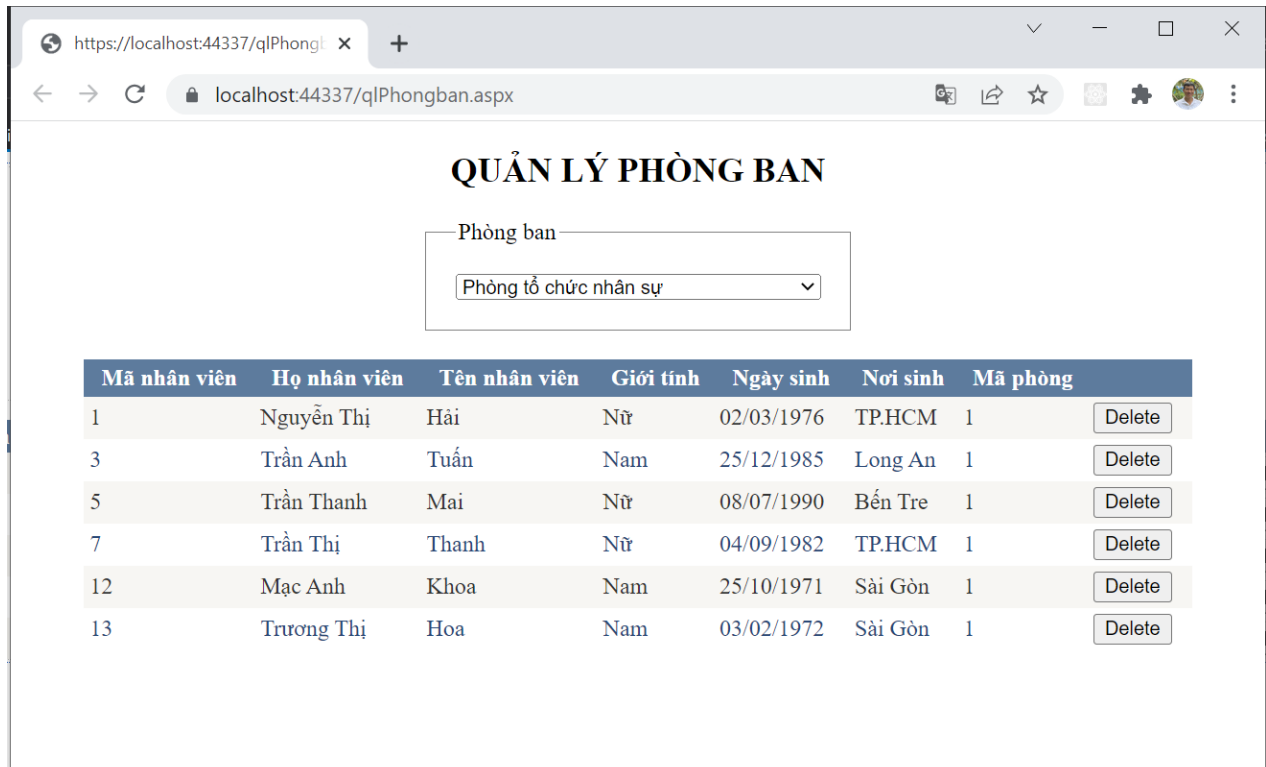 https://localhost:44337/qlPhong
localhost:44337/qlPhongban.aspx
QUẢN LÝ PHÒNG BAN
Phòng ban
Phòng tổ chức nhân sự
Mã nhân viên Họ nhân viên Tên nhân viên Giới tính Ngày sinh Nơi sinh Mã phòng
1 Nguyễn Thị Hải Nữ 02/03/1976 TP.HCM 1 Delete
3 Trần Anh Tuấn Nam 25/12/1985 Long An 1 Delete
5 Trần Thanh Mai Nữ 08/07/1990 Bến Tre 1 Delete
7 Trần Thị Thanh Nữ 04/09/1982 TP.HCM 1 Delete
12 Mạc Anh Khoa Nam 25/10/1971 Sài Gòn 1 Delete
13 Trương Thị Hoa Nam 03/02/1972 Sài Gòn 1 Delete